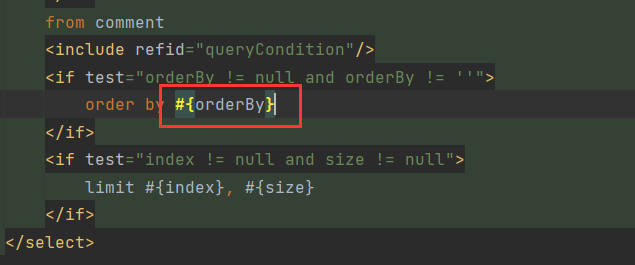 from comment
<include refid="queryCondition"/>
<if test="orderBy != null and orderBy != ''">
order by #{orderBy}
</if>
<if test="index != null and size != null">
limit #{index}, #{size}
</if>
</select>